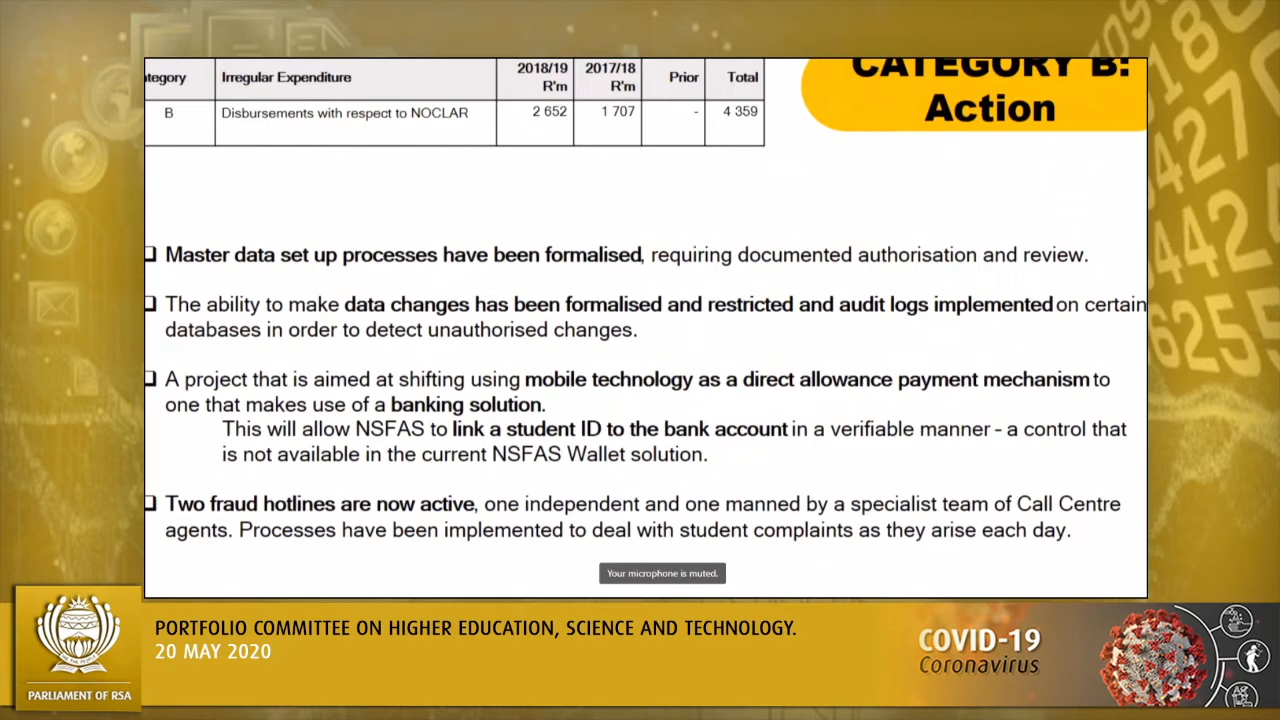 CATEGORY B:
Action
tegory Irregular Expenditure 2018/19 R'm 2017/18 R'm Prior Total
B Disbursements with respect to NOCLAR 2 652 1 707 - 4 359
Master data set up processes have been formalised, requiring documented authorisation and review.
The ability to make data changes has been formalised and restricted and audit logs implemented on certain
databases in order to detect unauthorised changes.
A project that is aimed at shifting using mobile technology as a direct allowance payment mechanism to
one that makes use of a banking solution.
This will allow NSFAS to link a student ID to the bank account in a verifiable manner – a control that
is not available in the current NSFAS Wallet solution.
Two fraud hotlines are now active, one independent and one manned by a specialist team of Call Centre
agents. Processes have been implemented to deal with student complaints as they arise each day.
Your microphone is muted.
PORTFOLIO COMMITTEE ON HIGHER EDUCATION, SCIENCE AND TECHNOLOGY.
20 MAY 2020
PARLIAMENT OF RSA
COVID-19
Coronavirus